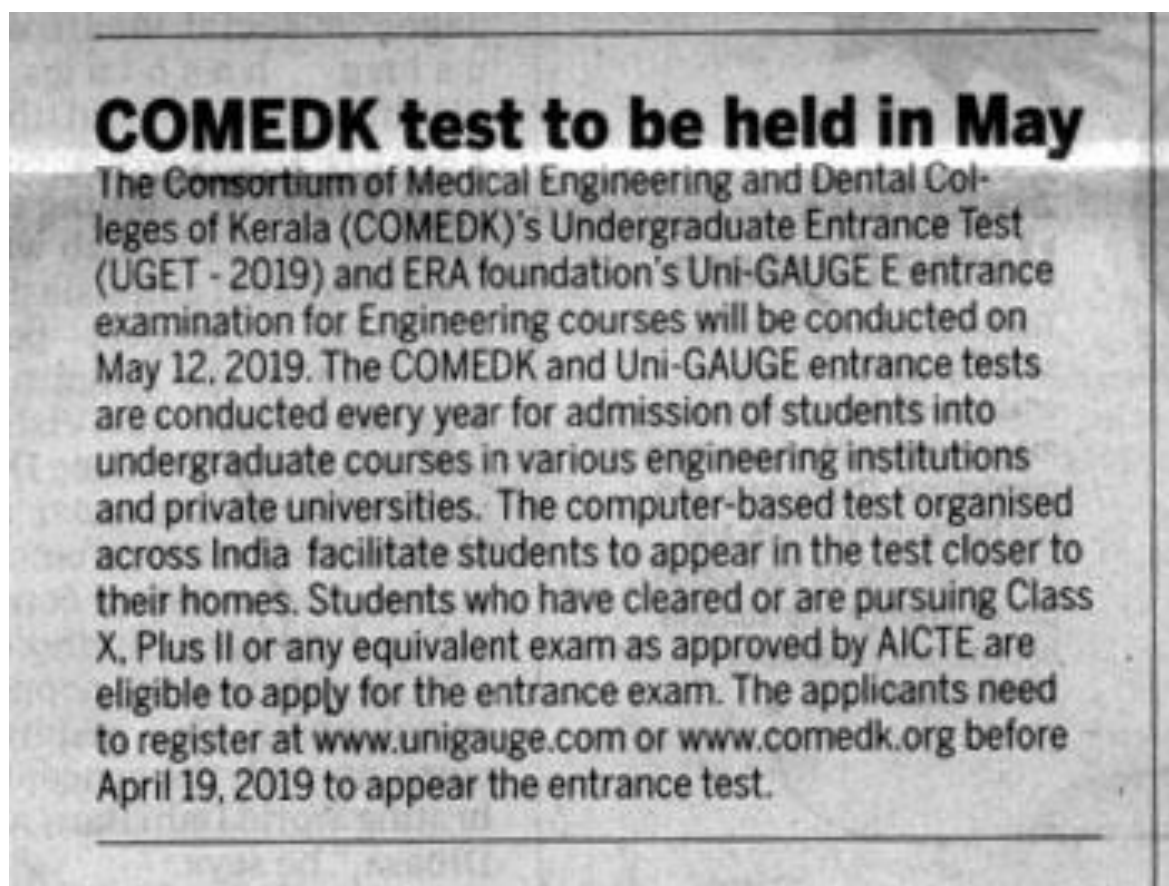 COMEDK test to be held in May
The Consortium of Medical Engineering and Dental Col-
leges of Kerala (COMEDK)'s Undergraduate Entrance Test
(UGET - 2019) and ERA foundation's Uni-GAUGE E entrance
examination for Engineering courses will be conducted on
May 12, 2019. The COMEDK and Uni-GAUGE entrance tests
are conducted every year for admission of students into
undergraduate courses in various engineering institutions
and private universities. The computer-based test organised
across India facilitate students to appear in the test closer to
their homes. Students who have cleared or are pursuing Class
X, Plus II or any equivalent exam as approved by AICTE are
eligible to apply for the entrance exam. The applicants need
to register at www.unigauge.com or www.comedk.org before
April 19, 2019 to appear the entrance test.